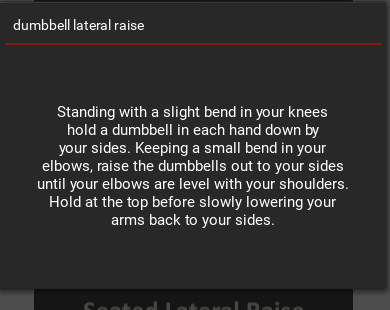 dumbbell lateral raise
Standing with a slight bend in your knees
hold a dumbbell in each hand down by
your sides. Keeping a small bend in your
elbows, raise the dumbbells out to your sides
until your elbows are level with your shoulders.
Hold at the top before slowly lowering your
arms back to your sides.
Seated Lateral Raise